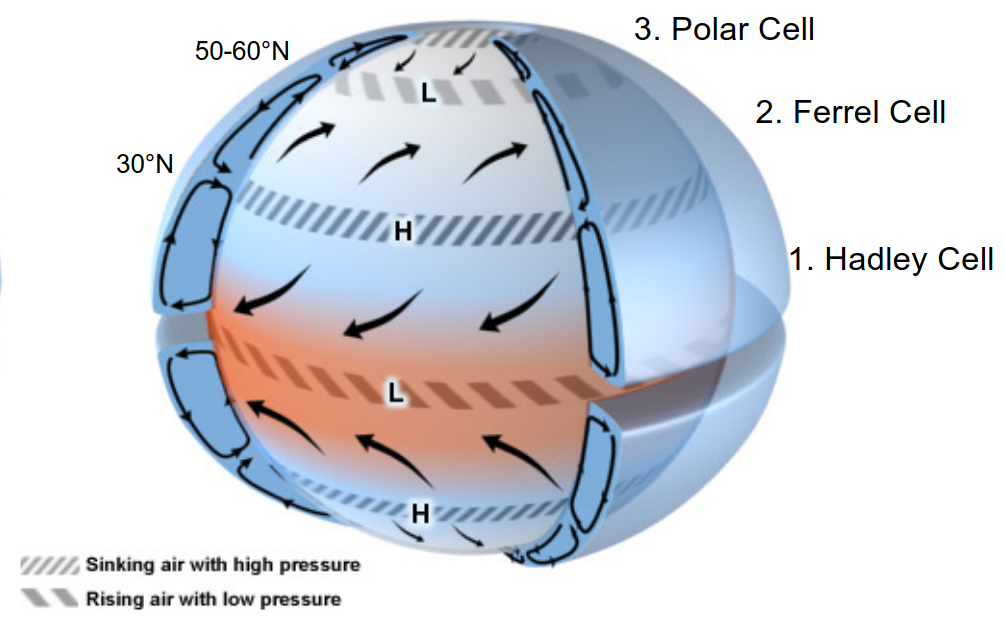 3. Polar Cell
50-60°N
L
2. Ferrel Cell
30°N
H
1. Hadley Cell
L
H
Sinking air with high pressure
Rising air with low pressure